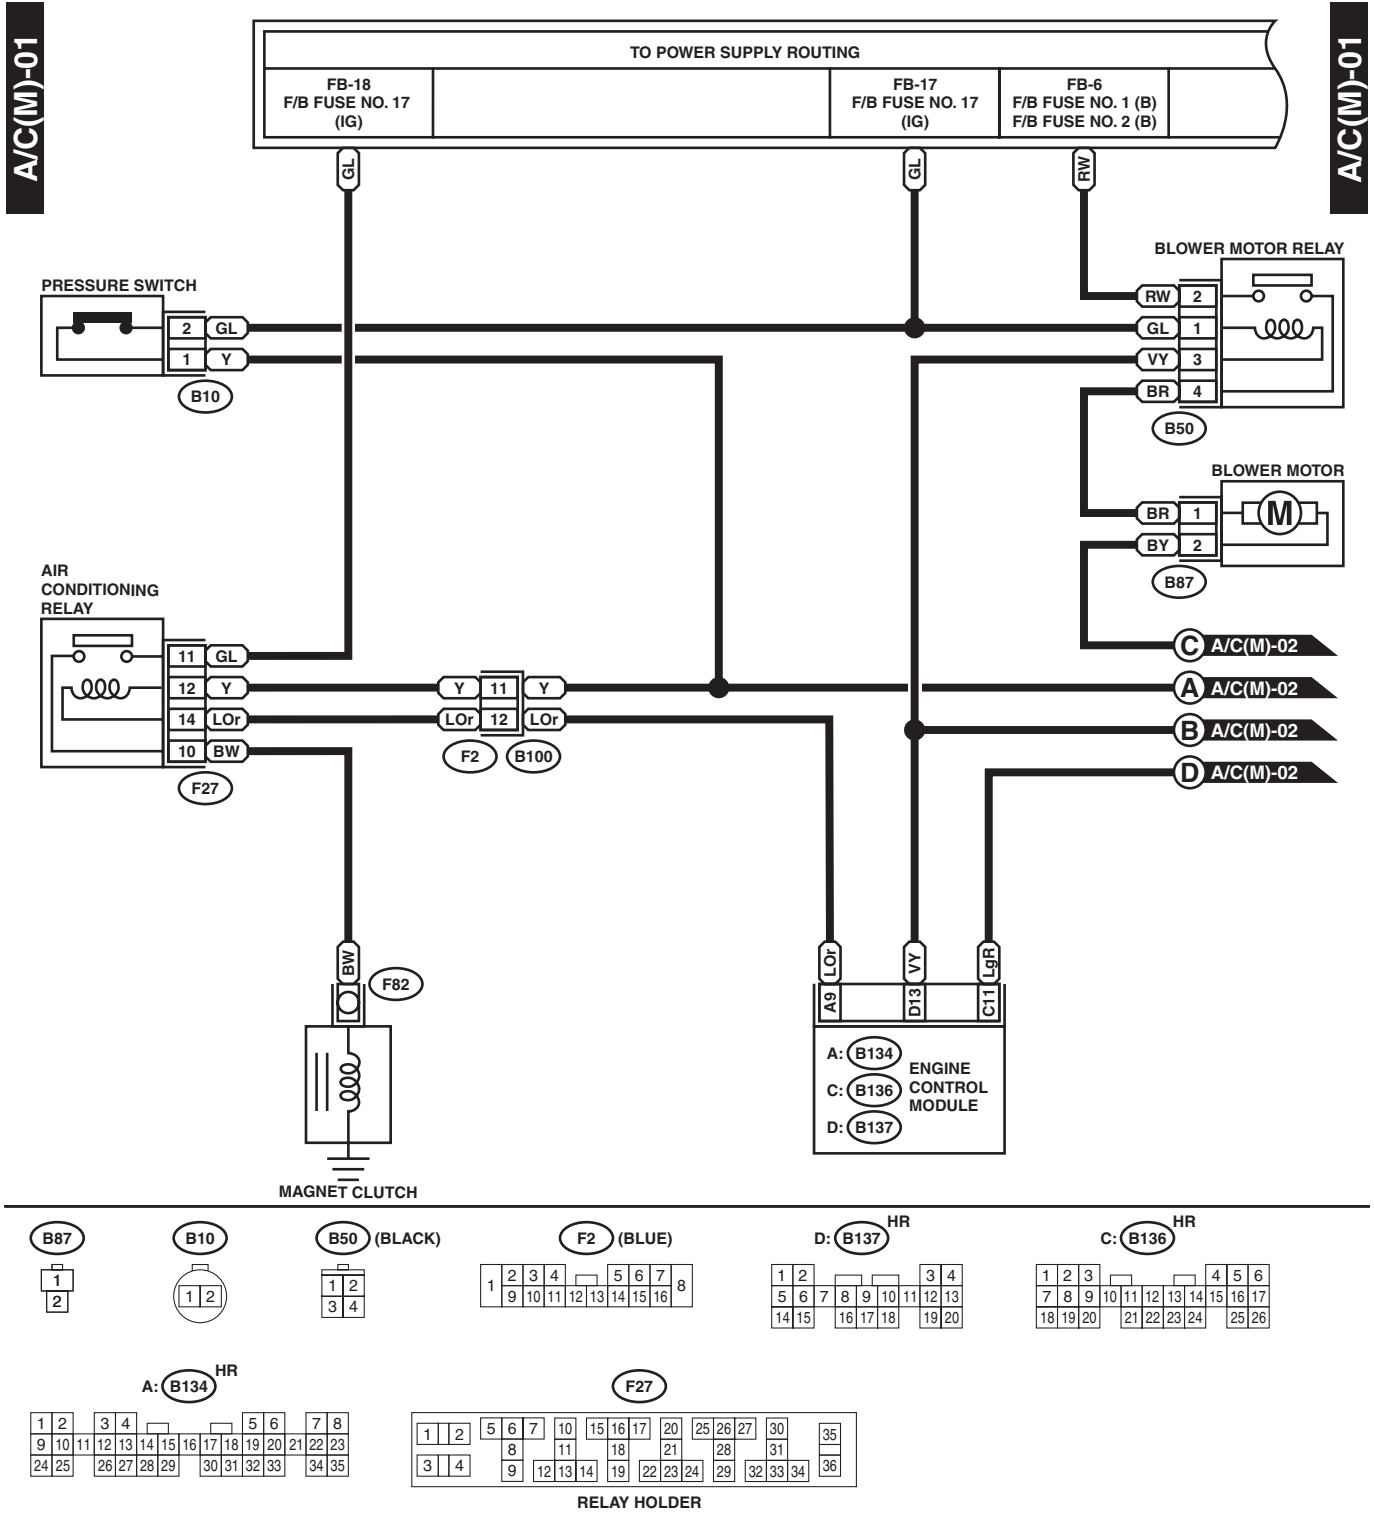 A/C(M)-01
A/C(M)-01
TO POWER SUPPLY ROUTING
FB-18
F/B FUSE NO. 17
(IG)
FB-17
F/B FUSE NO. 17
(IG)
FB-6
F/B FUSE NO. 1 (B)
F/B FUSE NO. 2 (B)
GL
GL
RW
BLOWER MOTOR RELAY
RW 2
GL 1
VY 3
BR 4
B50
PRESSURE SWITCH
2 GL
1 Y
B10
BLOWER MOTOR
M
BR 1
BY 2
B87
AIR
CONDITIONING
RELAY
11 GL
12 Y
14 LOr
10 BW
F27
Y 11 Y
LOr 12 LOr
F2 B100
C A/C(M)-02
A A/C(M)-02
B A/C(M)-02
D A/C(M)-02
BW
F82
MAGNET CLUTCH
LOr VY LgR
A9 D13 C11
A: B134
C: B136
D: B137
ENGINE
CONTROL
MODULE
B87
1
2
B10
1 2
B50 (BLACK)
1 2
3 4
F2 (BLUE)
1 2 3 4 5 6 7 8
9 10 11 12 13 14 15 16
D: B137 HR
1 2 3 4
5 6 7 8 9 10 11 12 13
14 15 16 17 18 19 20
C: B136 HR
1 2 3 4 5 6
7 8 9 10 11 12 13 14 15 16 17
18 19 20 21 22 23 24 25 26
A: B134 HR
1 2 3 4 5 6 7 8
9 10 11 12 13 14 15 16 17 18 19 20 21 22 23
24 25 26 27 28 29 30 31 32 33 34 35
F27
1 2 5 6 7 10 15 16 17 20 25 26 27 30 35
8 11 18 21 28 31
3 4 9 12 13 14 19 22 23 24 29 32 33 34 36
RELAY HOLDER